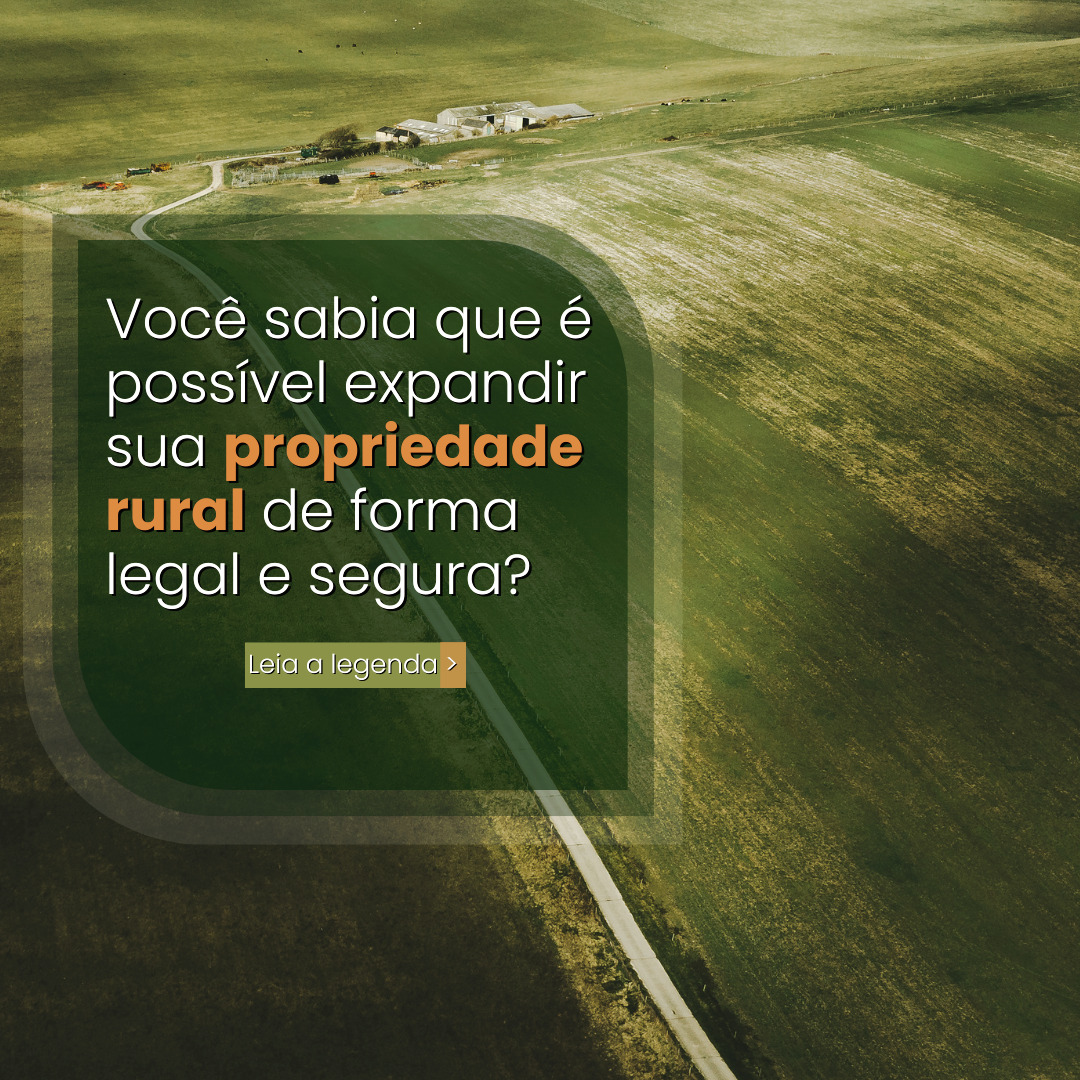 Você sabia que é
possível expandir
sua propriedade
rural de forma
legal e segura?
Leia a legenda >